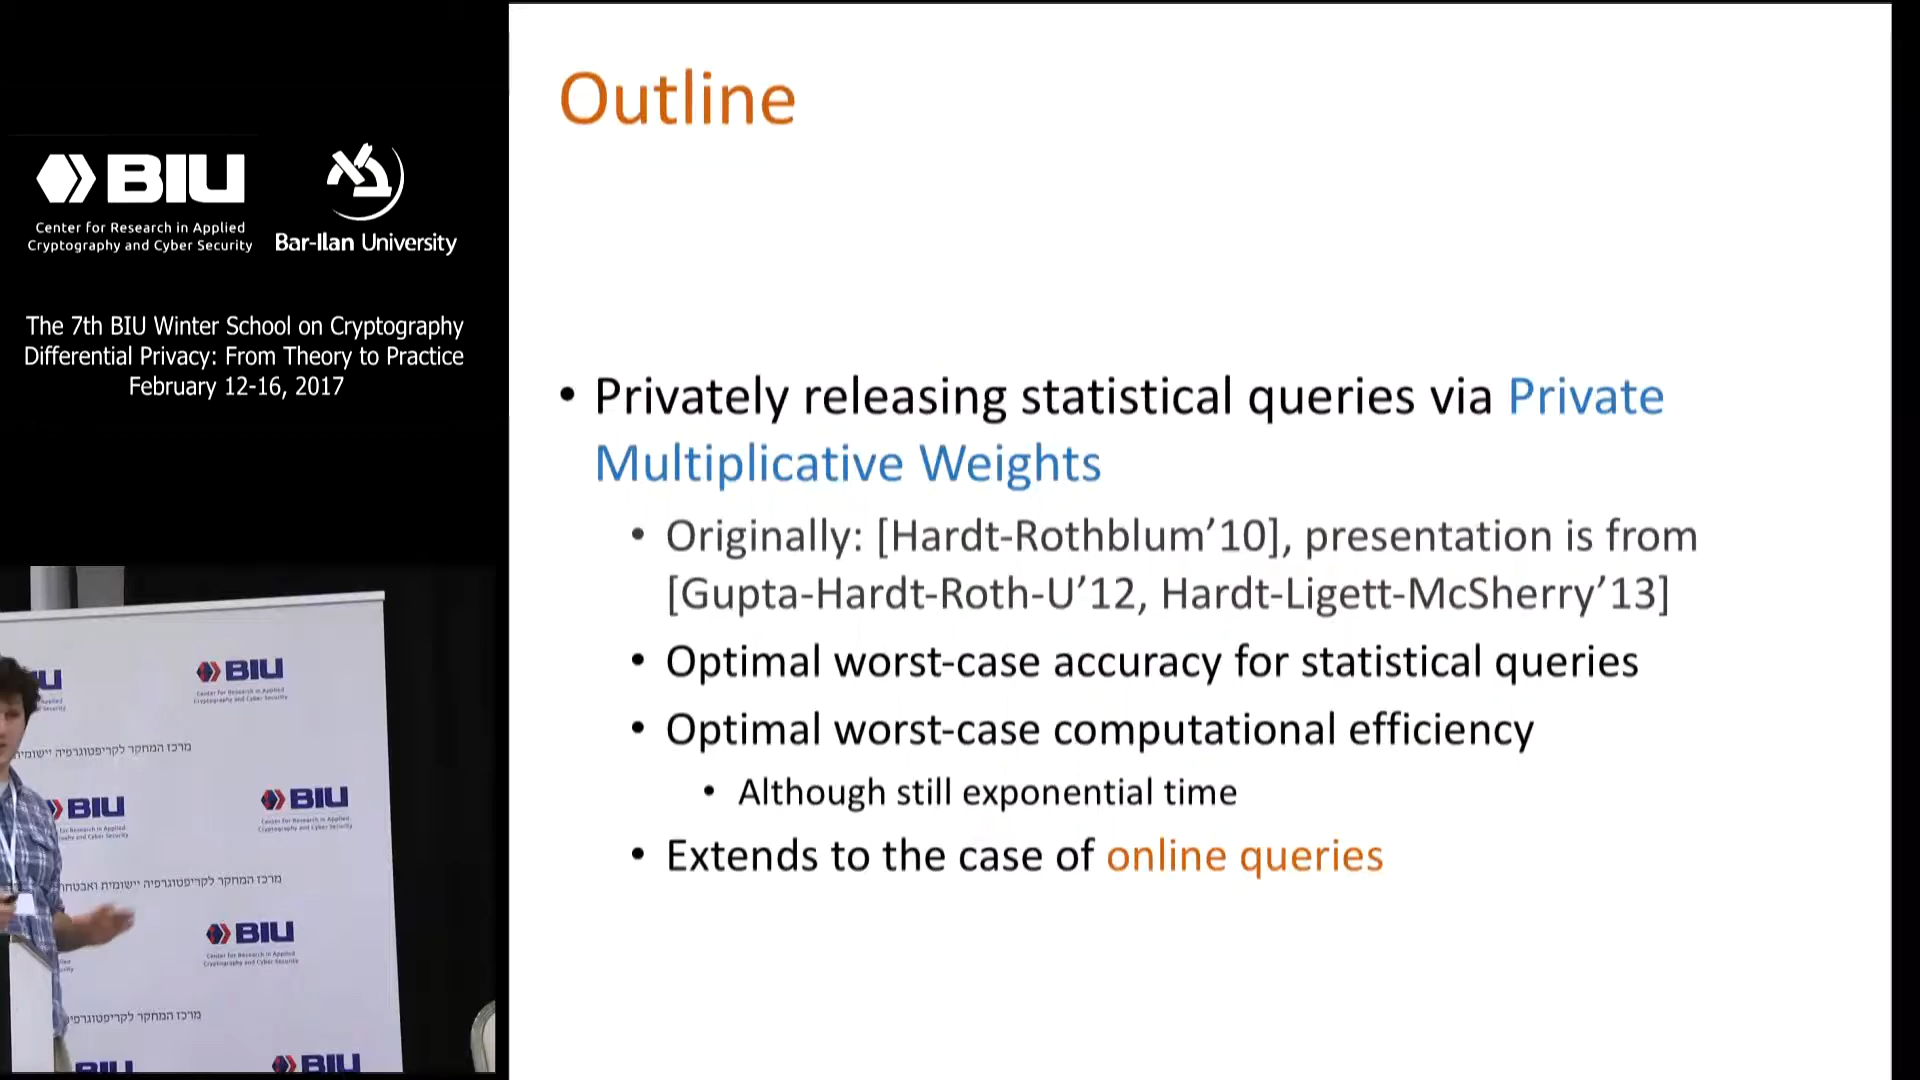 Outline
BIU
Center for Research in Applied
Cryptography and Cyber Security
Bar-Ilan University
The 7th BIU Winter School on Cryptography
Differential Privacy: From Theory to Practice
February 12-16, 2017
• Privately releasing statistical queries via Private
Multiplicative Weights
• Originally: [Hardt-Rothblum’10], presentation is from
[Gupta-Hardt-Roth-U’12, Hardt-Ligett-McSherry’13]
• Optimal worst-case accuracy for statistical queries
• Optimal worst-case computational efficiency
• Although still exponential time
• Extends to the case of online queries
BIU
Center for Research in Applied
Cryptography and Cyber Security
מרכז המחקר לקריפטוגרפיה יישומית
BIU
BIU
Center for Research in Applied
Cryptography and Cyber Security
מרכז המחקר לקריפטוגרפיה יישומית ואבטחת
BIU
Center for Research in Applied
Cryptography and Cyber Security
מרכז המחקר לקריפטוגרפיה
BIU
BIU